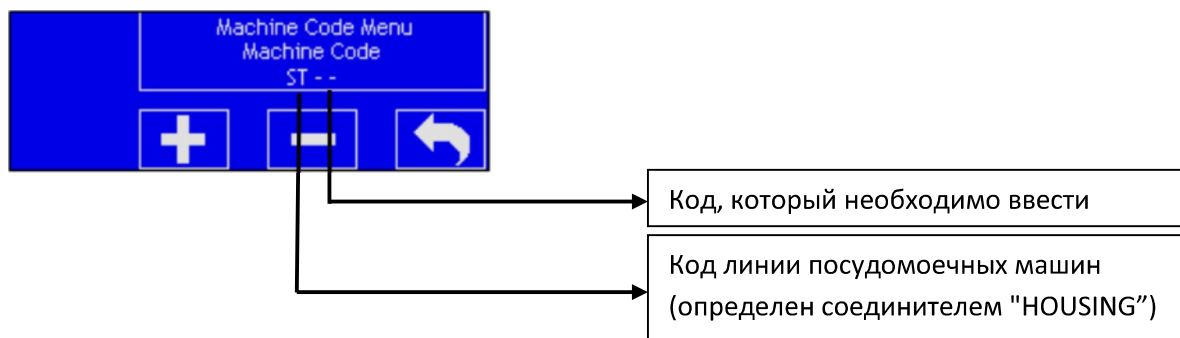 Machine Code Menu
Machine Code
ST - -
Код, который необходимо ввести
Код линии посудомоечных машин
(определен соединителем "HOUSING”)